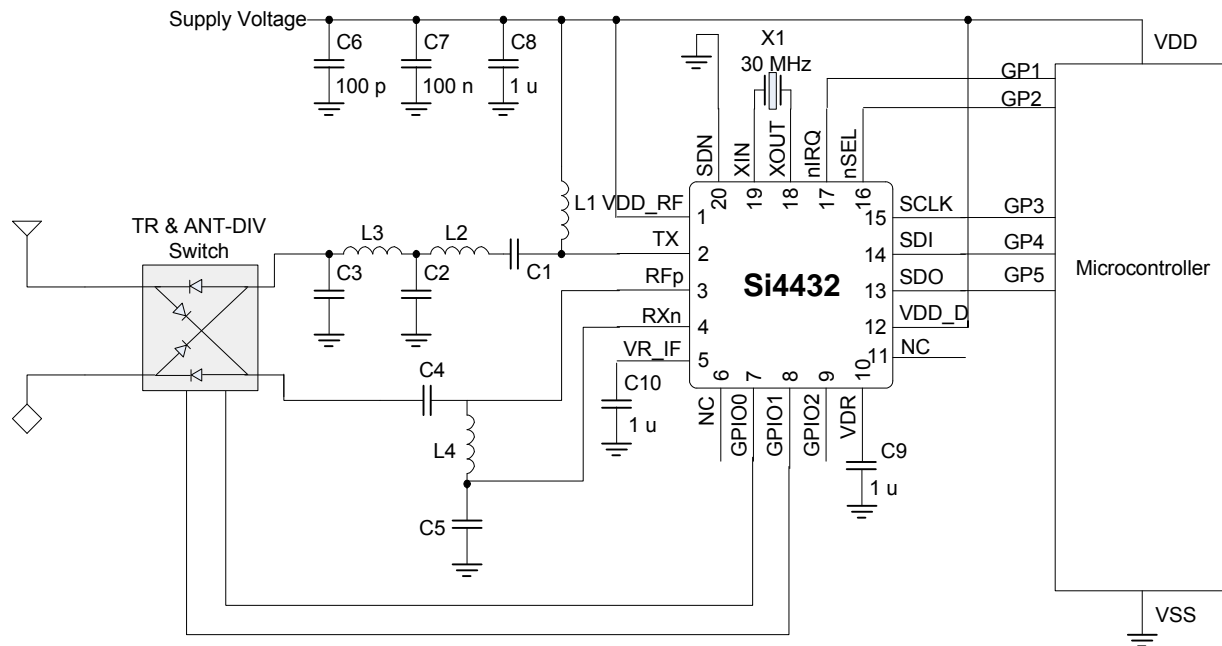 Supply Voltage
C6
100 p
C7
100 n
C8
1 u
X1
30 MHz
VDD
GP1
GP2
SDN
XIN
XOUT
nIRQ
nSEL
20
19
18
17
16
L1
VDD_RF
1
15
SCLK
GP3
TR & ANT-DIV
Switch
L3
L2
C1
TX
2
14
SDI
GP4
C3
C2
RFp
3
Si4432
13
SDO
GP5
Microcontroller
RXn
4
12
VDD_D
VR_IF
5
11
NC
C4
C10
1 u
6
7
8
9
10
NC
GPIO0
GPIO1
GPIO2
VDR
L4
C9
1 u
C5
VSS